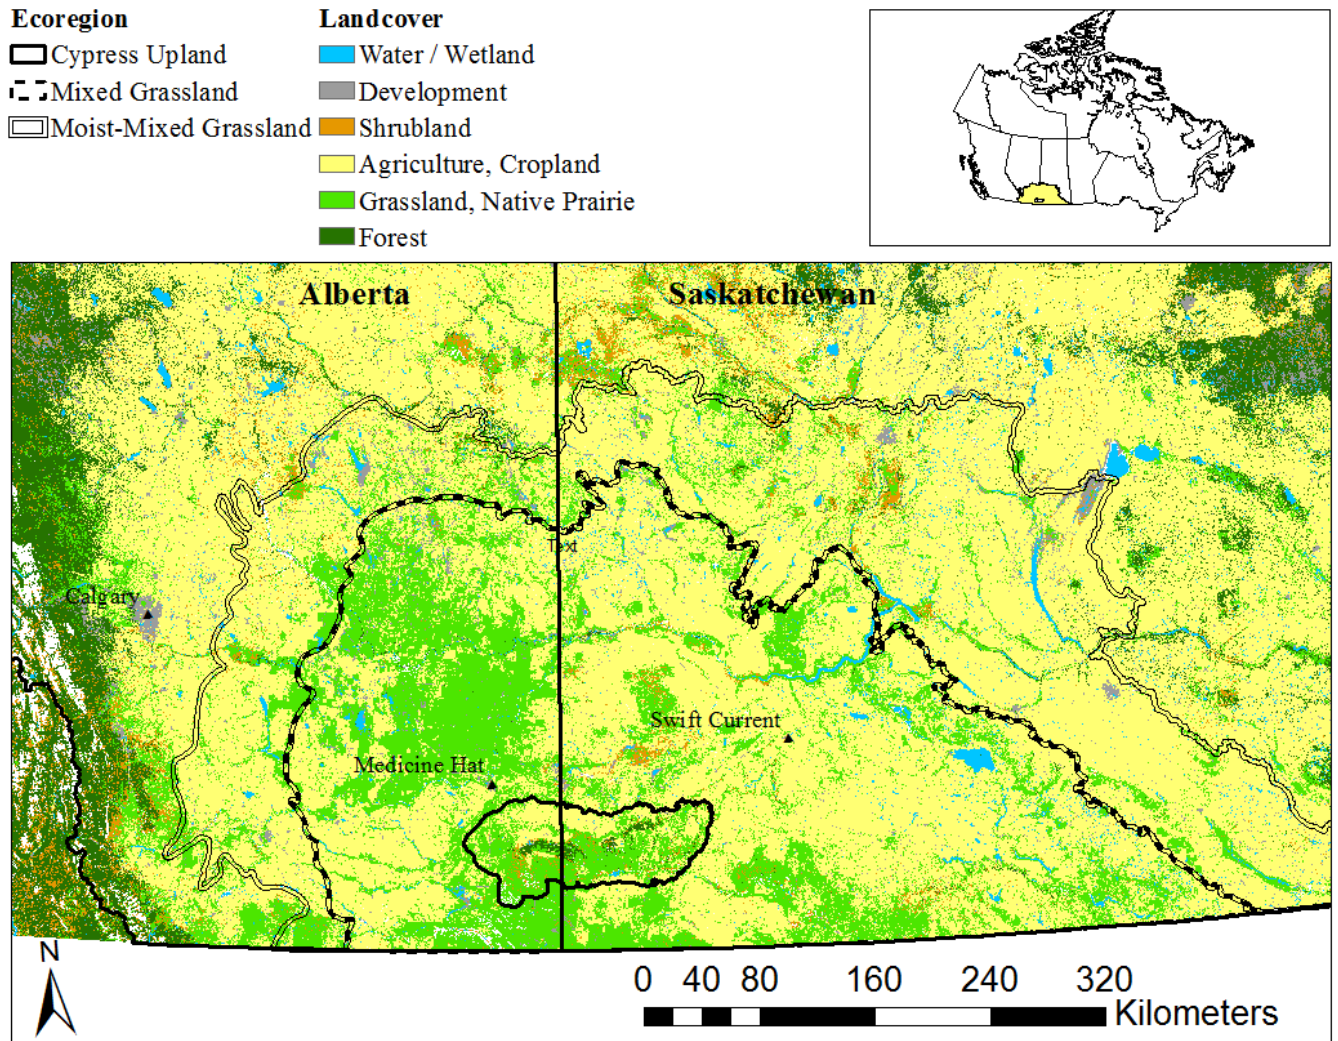 Ecoregion
Cypress Upland
Mixed Grassland
Moist-Mixed Grassland
Landcover
Water / Wetland
Development
Shrubland
Agriculture, Cropland
Grassland, Native Prairie
Forest
Alberta
Saskatchewan
Text
Calgary
Swift Current
Medicine Hat
N
0 40 80 160 240 320
Kilometers